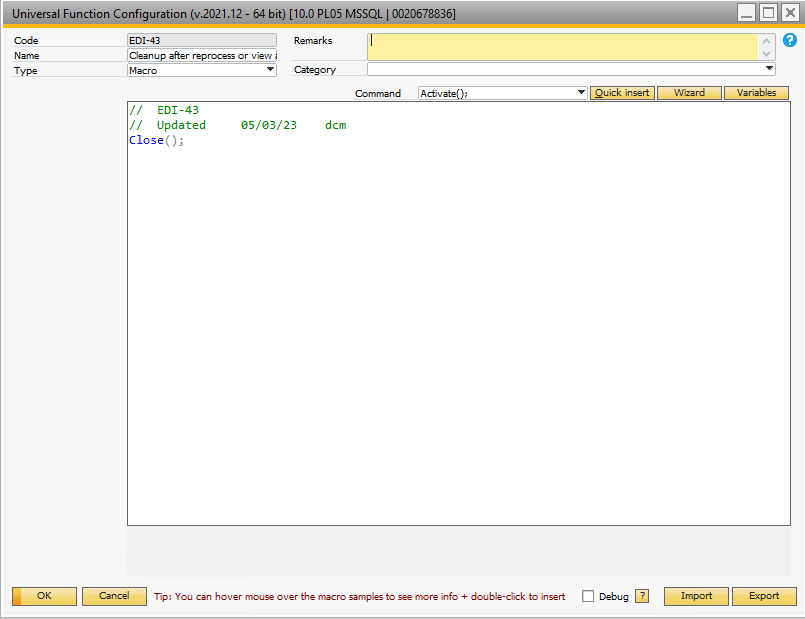 Universal Function Configuration (v.2021.12 - 64 bit) [10.0 PL05 MSSQL | 0020678836]
Code EDI-43 Remarks ?
Name Cleanup after reprocess or view a
Type Macro Category
Command Activate(); Quick insert Wizard Variables
// EDI-43
// Updated 05/03/23 dcm
Close();
OK Cancel Tip: You can hover mouse over the macro samples to see more info + double-click to insert Debug ? Import Export